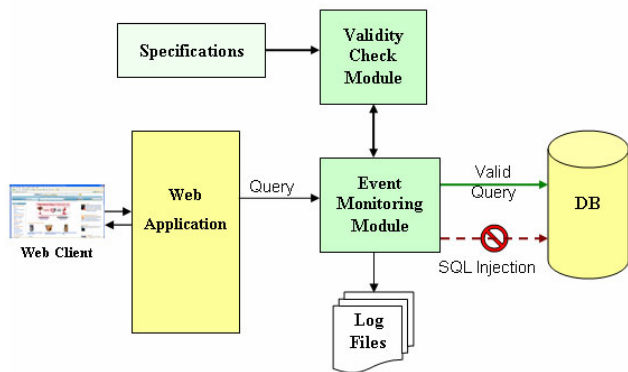 Specifications
Validity
Check
Module
Web
Application
Query
Event
Monitoring
Module
Valid
Query
DB
SQL Injection
Web Client
Log
Files